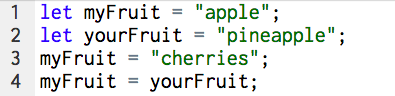 1 let myFruit = "apple";
2 let yourFruit = "pineapple";
3 myFruit = "cherries";
4 myFruit = yourFruit;